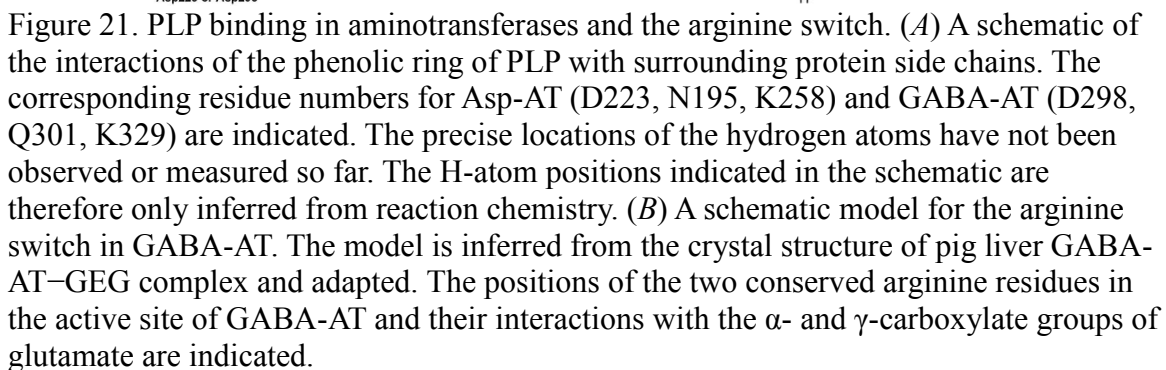 Figure 21. PLP binding in aminotransferases and the arginine switch. (A) A schematic of
the interactions of the phenolic ring of PLP with surrounding protein side chains. The
corresponding residue numbers for Asp-AT (D223, N195, K258) and GABA-AT (D298,
Q301, K329) are indicated. The precise locations of the hydrogen atoms have not been
observed or measured so far. The H-atom positions indicated in the schematic are
therefore only inferred from reaction chemistry. (B) A schematic model for the arginine
switch in GABA-AT. The model is inferred from the crystal structure of pig liver GABA-
AT−GEG complex and adapted. The positions of the two conserved arginine residues in
the active site of GABA-AT and their interactions with the α- and γ-carboxylate groups of
glutamate are indicated.